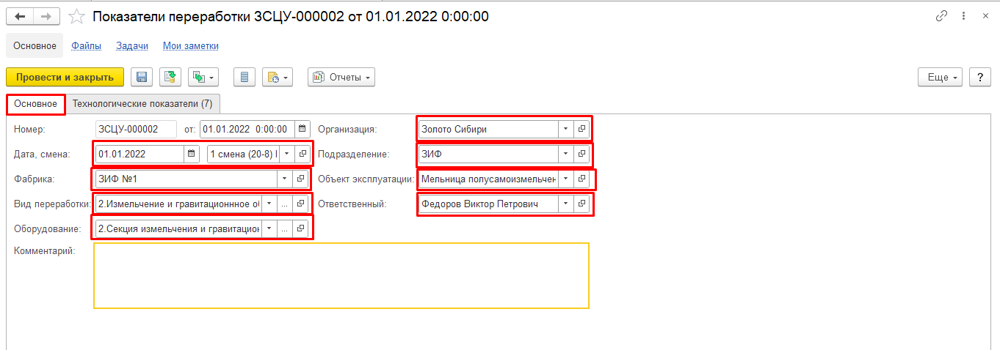 Показатели переработки ЗСЦУ-000002 от 01.01.2022 0:00:00
Основное Файлы Задачи Мои заметки
Провести и закрыть Отчеты Еще ?
Основное Технологические показатели (7)
Номер: ЗСЦУ-000002 от: 01.01.2022 0:00:00 Организация: Золото Сибири
Дата, смена: 01.01.2022 1 смена (20-8) Подразделение: ЗИФ
Фабрика: ЗИФ №1 Объект эксплуатации: Мельница полусамоизмельчен
Вид переработки: 2.Измельчение и гравитационнное о ... Ответственный: Федоров Виктор Петрович
Оборудование: 2.Секция измельчения и гравитацион ...
Комментарий: